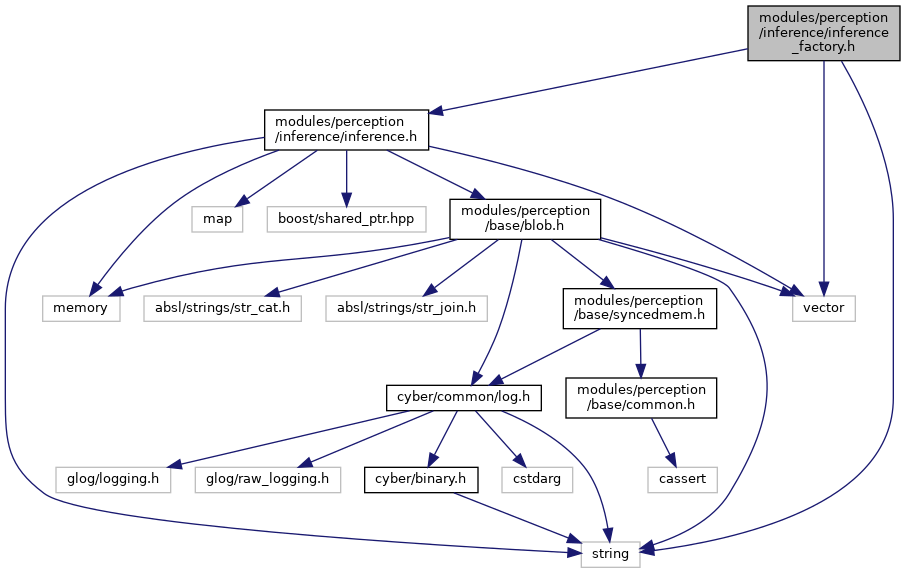 modules/perception
/inference/inference
_factory.h
modules/perception
/inference/inference.h
map
boost/shared_ptr.hpp
modules/perception
/base/blob.h
memory
absl/strings/str_cat.h
absl/strings/str_join.h
modules/perception
/base/syncedmem.h
vector
cyber/common/log.h
modules/perception
/base/common.h
glog/logging.h
glog/raw_logging.h
cyber/binary.h
cstdarg
cassert
string